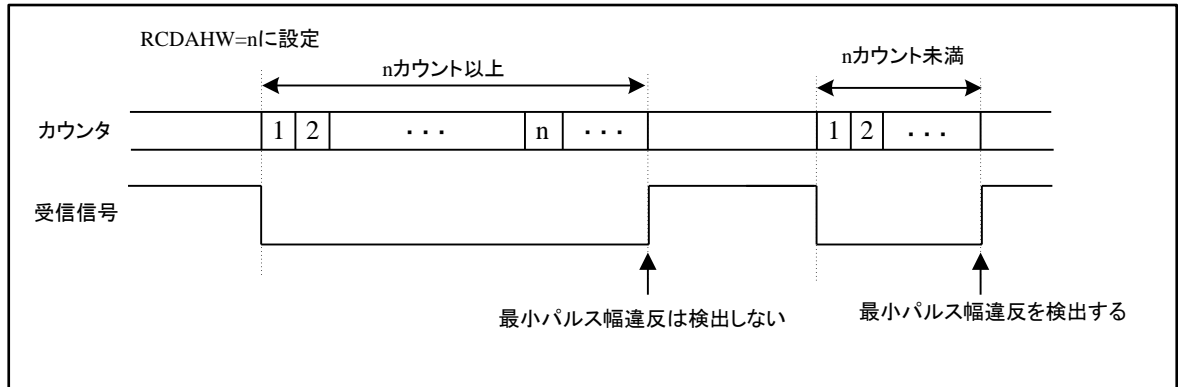 RCDAHW=nに設定
nカウント以上
nカウント未満
カウンタ 1 2 ・・・ n ・・・ 1 2 ・・・
受信信号
最小パルス幅違反は検出しない
最小パルス幅違反を検出する